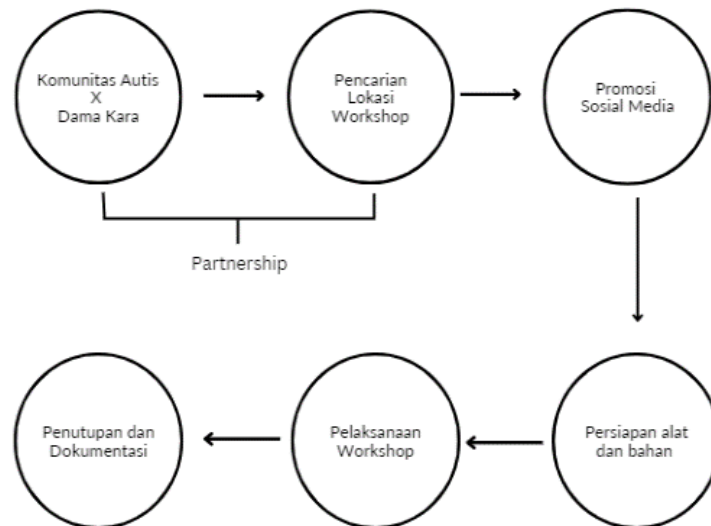 Komunitas Autis
X
Dama Kara
Pencarian
Lokasi
Workshop
Promosi
Sosial Media
Partnership
Penutupan dan
Dokumentasi
Pelaksanaan
Workshop
Persiapan alat
dan bahan